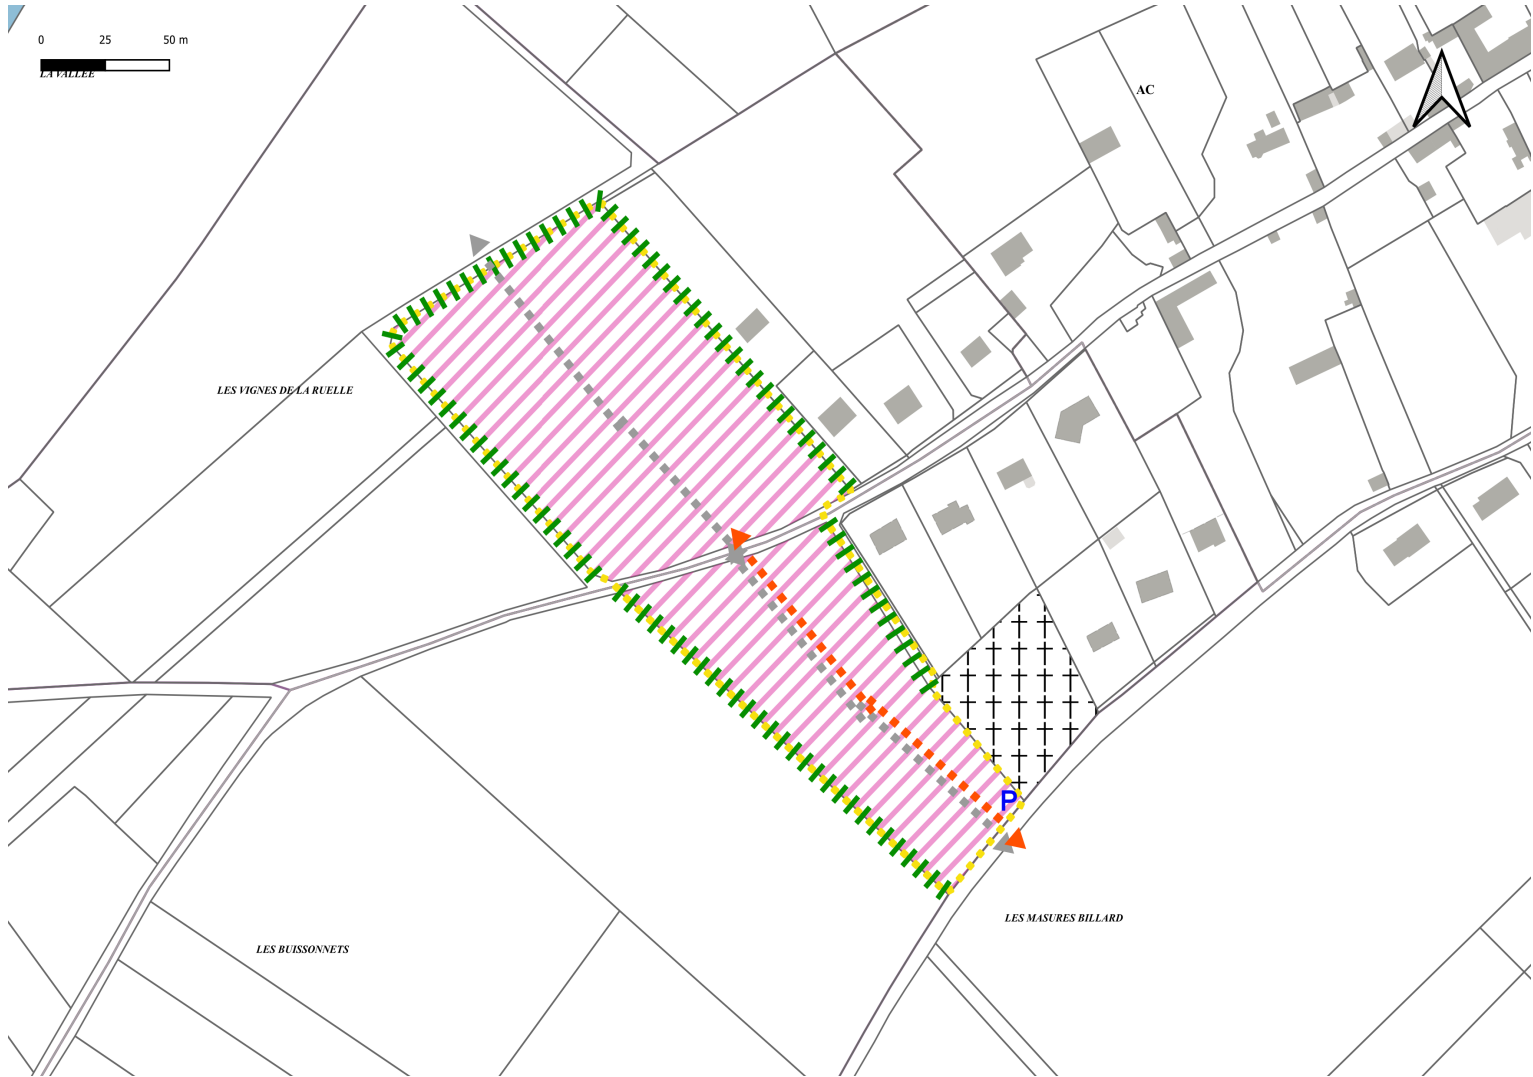 0 25 50 m
LA VALLEE
AC
LES VIGNES DE LA RUELLE
P
LES MASURES BILLARD
LES BUISSONNETS